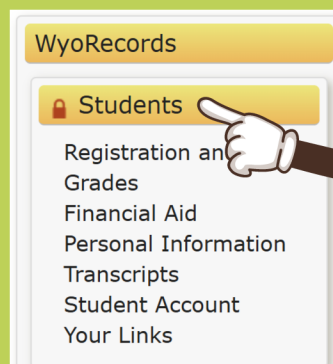 WyoRecords
Students
Registration an
Grades
Financial Aid
Personal Information
Transcripts
Student Account
Your Links